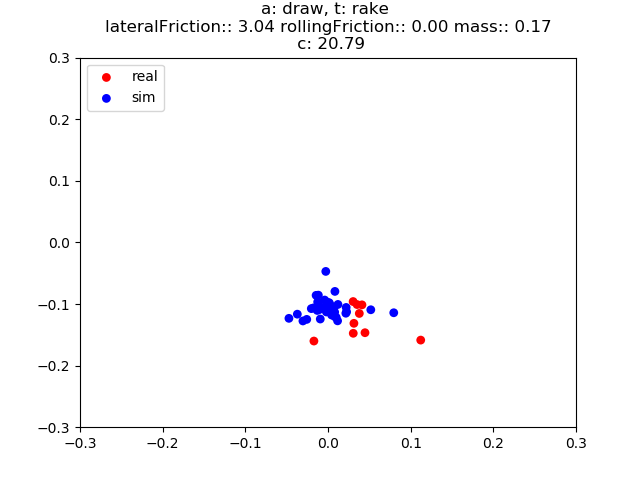 a: draw, t: rake
lateralFriction:: 3.04 rollingFriction:: 0.00 mass:: 0.17
c: 20.79
real
sim
0.3
0.2
0.1
0.0
−0.1
−0.2
−0.3
−0.3 −0.2 −0.1 0.0 0.1 0.2 0.3